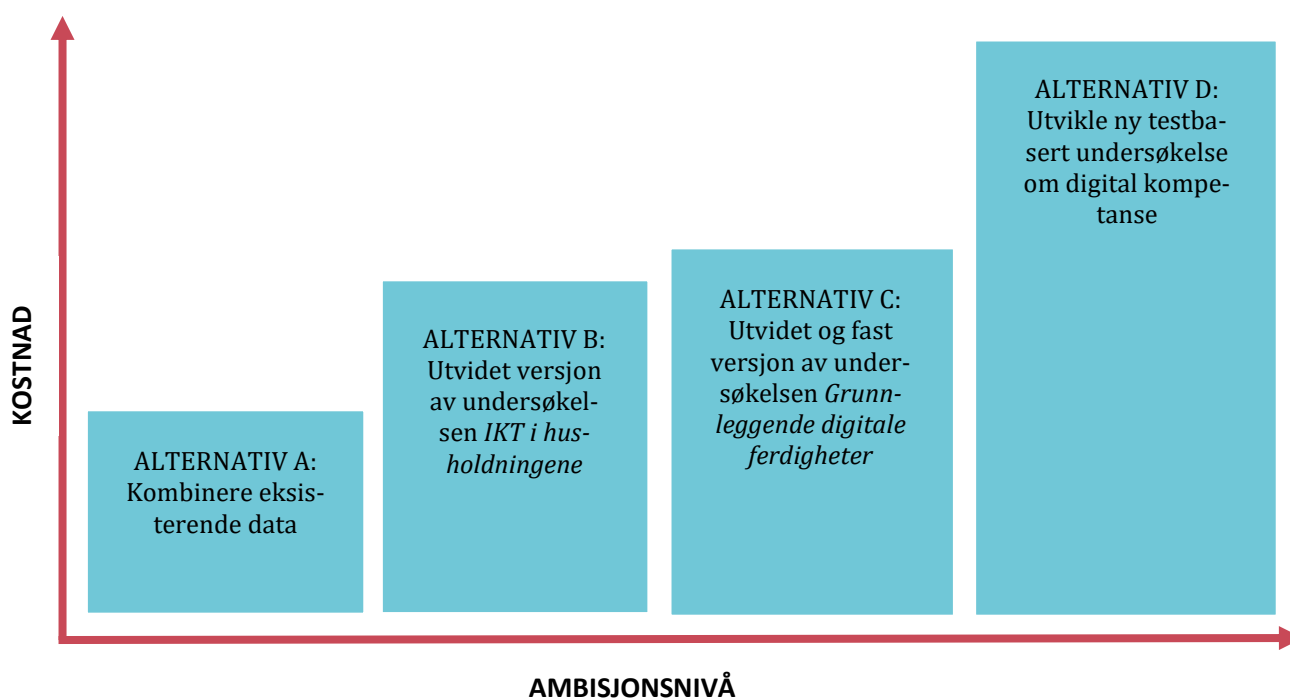 ALTERNATIV D:
Utvikle ny testba-
sert undersøkelse
om digital kompe-
tanse
ALTERNATIV C:
Utvidet og fast
versjon av under-
søkelsen Grunn-
leggende digitale
ferdigheter
ALTERNATIV B:
Utvidet versjon
av undersøkel-
sen IKT i hus-
holdningene
ALTERNATIV A:
Kombinere eksis-
terende data
KOSTNAD
AMBISJONSNIVÅ